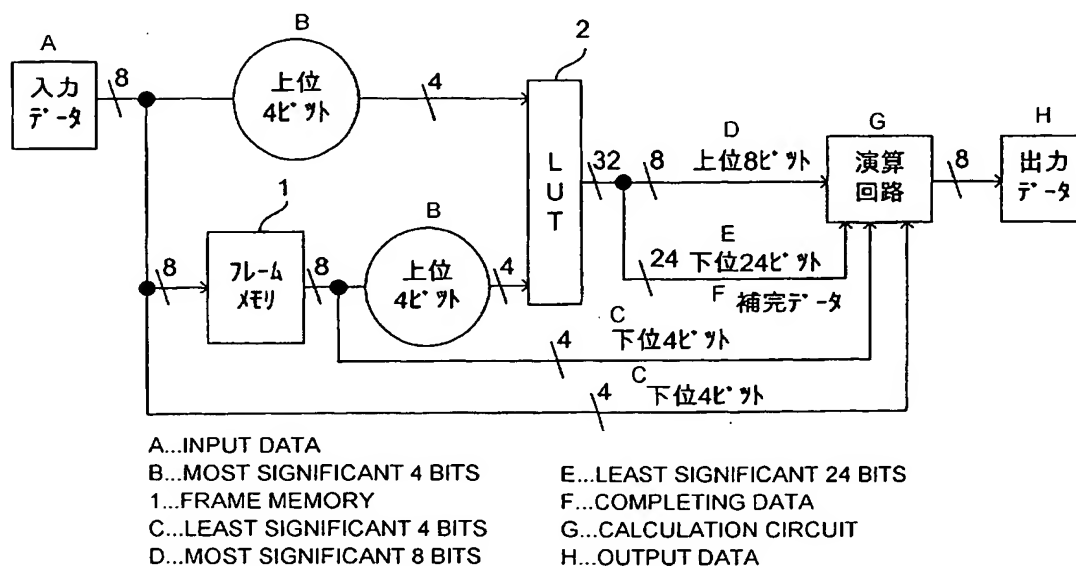 B
2
A
入力
データ
8
上位
4ビット
4
LUT
32
8
D
上位8ビット
G
演算
回路
8
H
出力
データ
1
8
フレーム
メモリ
8
B
上位
4ビット
4
E
24 下位24ビット
F 補完データ
C
4 下位4ビット
C
4 下位4ビット
A...INPUT DATA
B...MOST SIGNIFICANT 4 BITS
1...FRAME MEMORY
C...LEAST SIGNIFICANT 4 BITS
D...MOST SIGNIFICANT 8 BITS
E...LEAST SIGNIFICANT 24 BITS
F...COMPLETING DATA
G...CALCULATION CIRCUIT
H...OUTPUT DATA